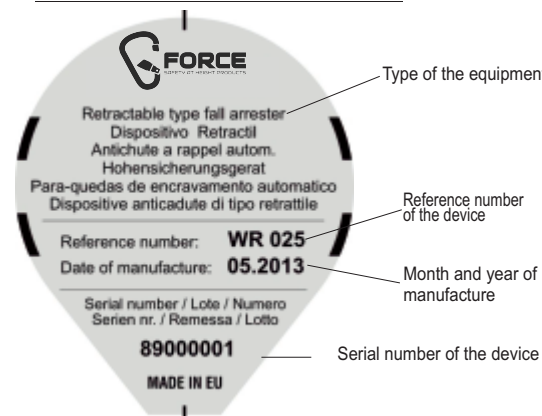 FORCE
SAFETY AT HEIGHT PRODUCTS
Type of the equipmen
Retractable type fall arrester
Dispositivo Retractil
Antichute a rappel autom.
Hohensicherungsgerat
Para-quedas de encravamento automatico
Dispositive anticadute di tipo retrattile
Reference number: WR 025
Reference number
of the device
Date of manufacture: 05.2013
Month and year of
manufacture
Serial number / Lote / Numero
Serien nr. / Remessa / Lotto
89000001
Serial number of the device
MADE IN EU